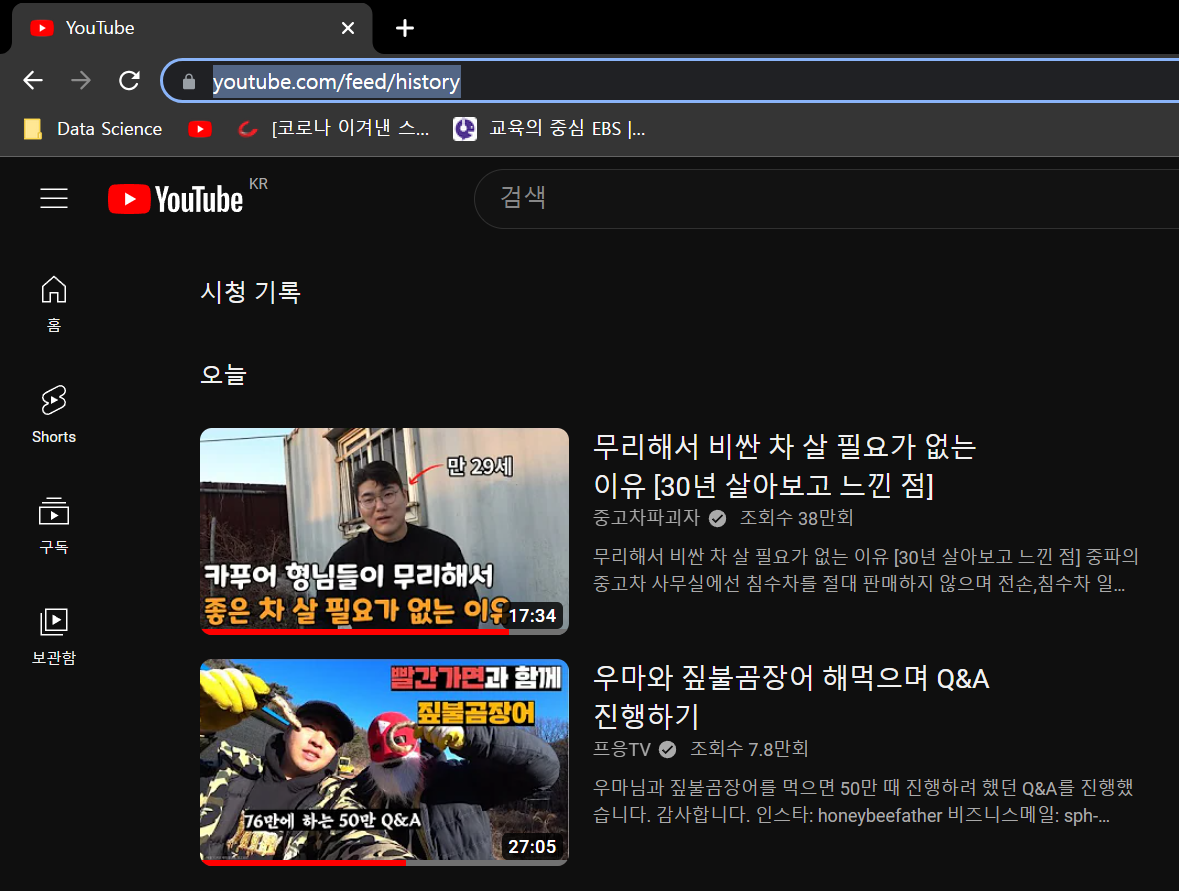 YouTube
youtube.com/feed/history
Data Science
[코로나 이겨낸 스...
교육의 중심 EBS |...
YouTube KR
검색
시청 기록
홈
오늘
Shorts
구독
보관함
만 29세
카푸어 형님들이 무리해서
좋은 차 살 필요가 없는 이유
17:34
무리해서 비싼 차 살 필요가 없는
이유 [30년 살아보고 느낀 점]
중고차파괴자 조회수 38만회
무리해서 비싼 차 살 필요가 없는 이유 [30년 살아보고 느낀 점] 중파의
중고차 사무실에선 침수차를 절대 판매하지 않으며 전손,침수차 일...
빨간가면과 함께
짚불곰장어
76만에 하는 50만 Q&A
27:05
우마와 짚불곰장어 해먹으며 Q&A
진행하기
프응TV 조회수 7.8만회
우마님과 짚불곰장어를 먹으면 50만 때 진행하려 했던 Q&A를 진행했
습니다. 감사합니다. 인스타: honeybeefather 비즈니스메일: sph-...